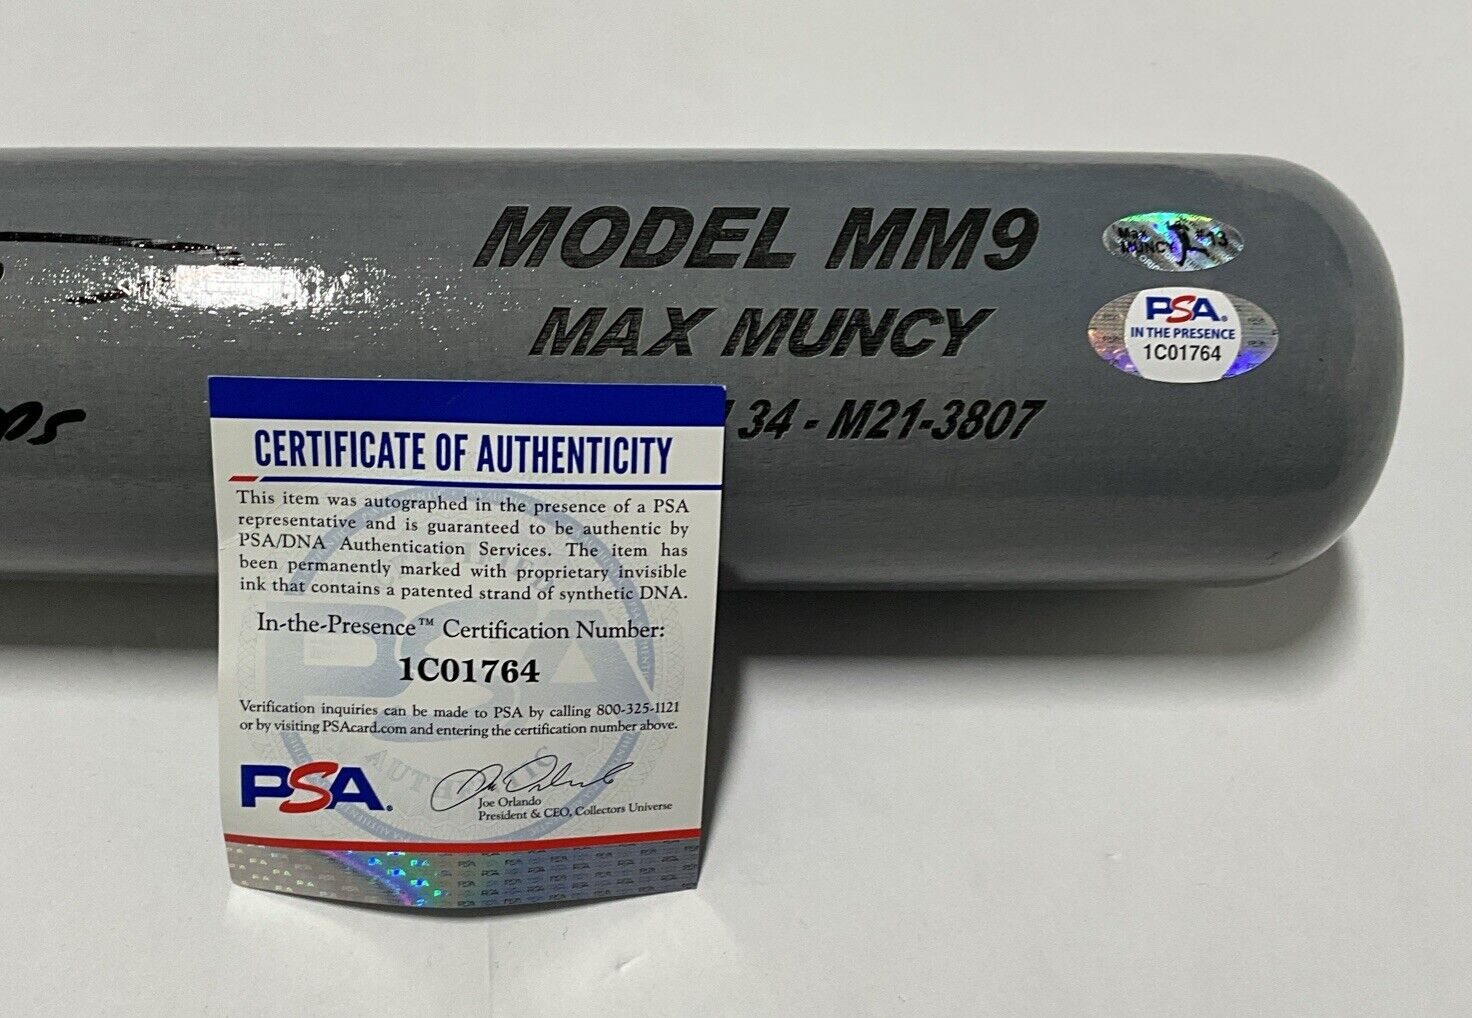 MODEL MM9
MAX MUNCY
34 - M21-3807
Max
MUNCY #13
PSA
IN THE PRESENCE
1C01764
CERTIFICATE OF AUTHENTICITY
This item was autographed in the presence of a PSA
representative and is guaranteed to be authentic by
PSA/DNA Authentication Services. The item has
been permanently marked with proprietary invisible
ink that contains a patented strand of synthetic DNA.
In-the-Presence™ Certification Number:
1C01764
Verification inquiries can be made to PSA by calling 800-325-1121
or by visiting PSAcard.com and entering the certification number above.
PSA
Joe Orlando
President & CEO, Collectors Universe